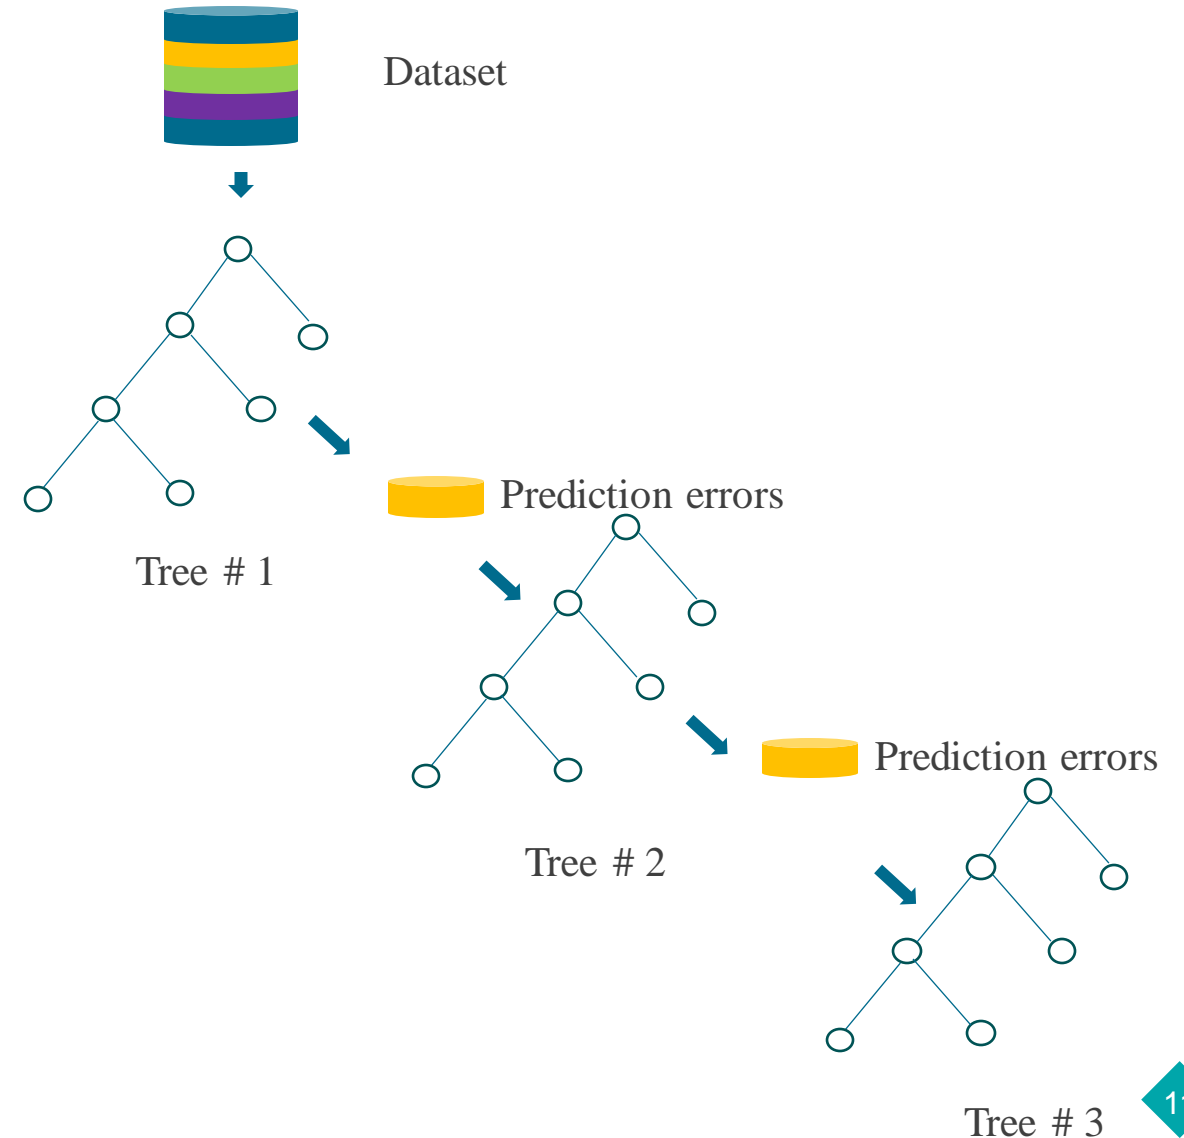 Dataset
Prediction errors
Tree # 1
Prediction errors
Tree # 2
Tree # 3